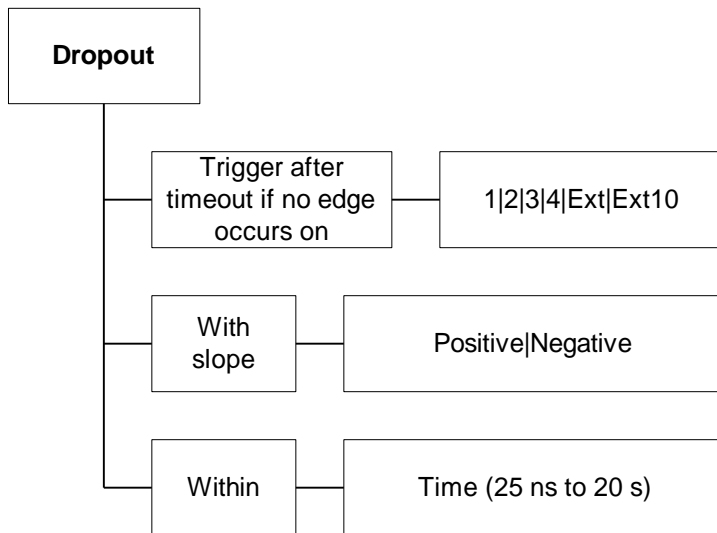 Dropout
Trigger after
timeout if no edge
occurs on
1|2|3|4|Ext|Ext10
With
slope
Positive|Negative
Within
Time (25 ns to 20 s)